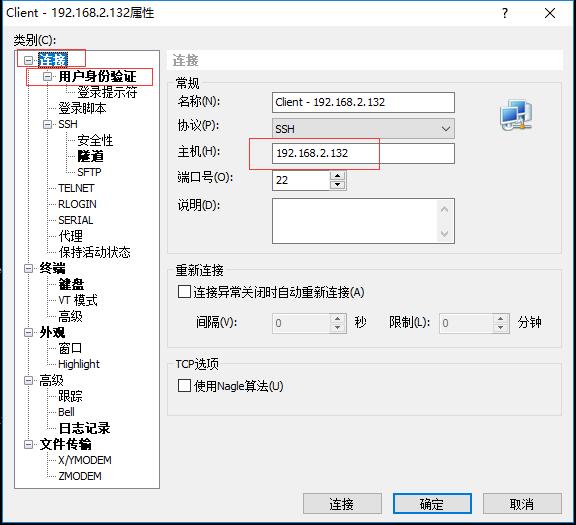 Client - 192.168.2.132属性
类别(C):
连接
用户身份验证
登录提示符
登录脚本
SSH
安全性
隧道
SFTP
TELNET
RLOGIN
SERIAL
代理
保持活动状态
终端
键盘
VT 模式
高级
外观
窗口
Highlight
高级
跟踪
Bell
日志记录
文件传输
X/YMODEM
ZMODEM
连接
常规
名称(N): Client - 192.168.2.132
协议(P): SSH
主机(H): 192.168.2.132
端口号(O): 22
说明(D):
重新连接
连接异常关闭时自动重新连接(A)
间隔(V): 0 秒 限制(L): 0 分钟
TCP选项
使用Nagle算法(U)
连接 确定 取消